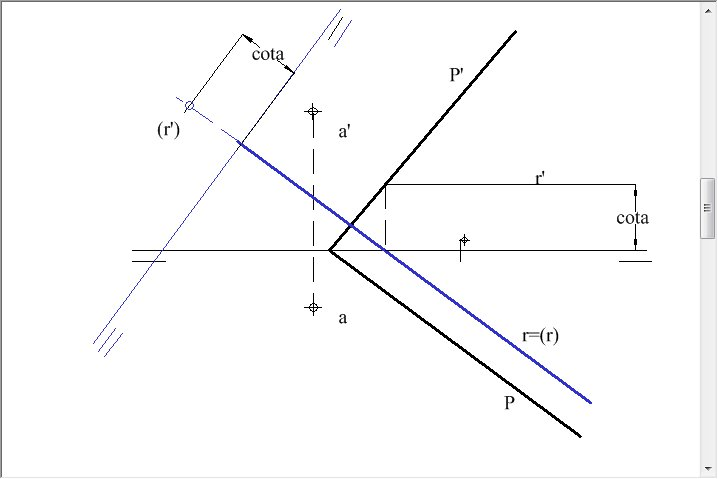 cota
P'
(r')
a'
r'
cota
a
r=(r)
P